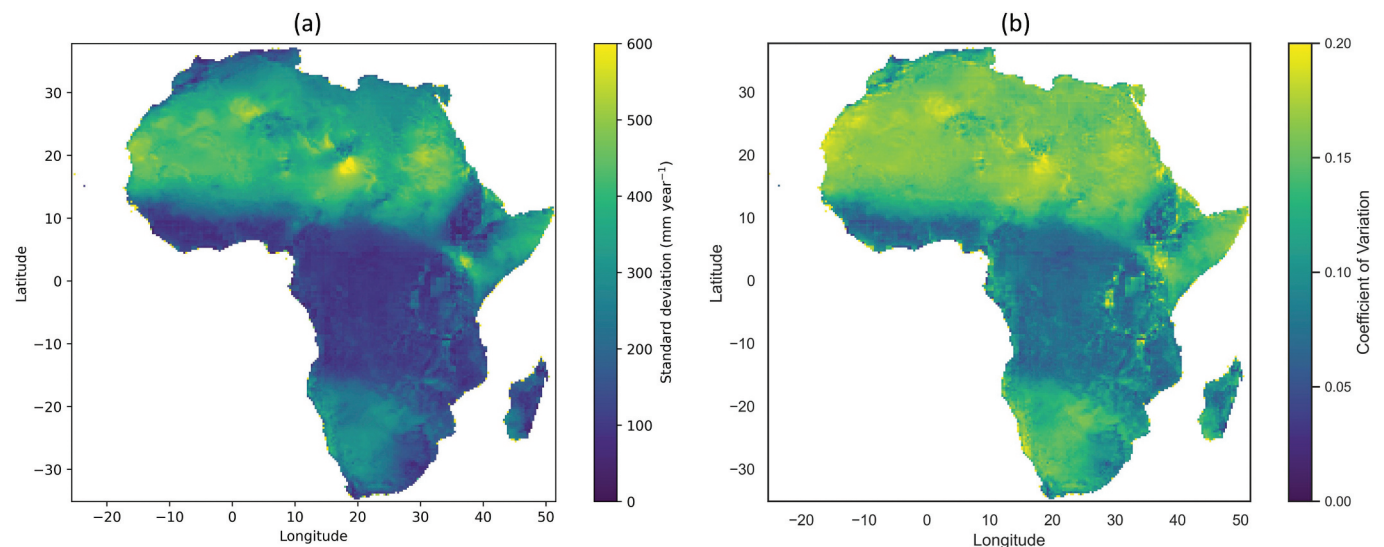 (a)
30
20
10
0
−10
−20
−30
Latitude
−20 −10 0 10 20 30 40 50
Longitude
600
500
400
300
200
100
0
Standard deviation (mm year⁻¹)
(b)
30
20
10
0
−10
−20
−30
Latitude
−20 −10 0 10 20 30 40 50
Longitude
0.20
0.15
0.10
0.05
0.00
Coefficient of Variation